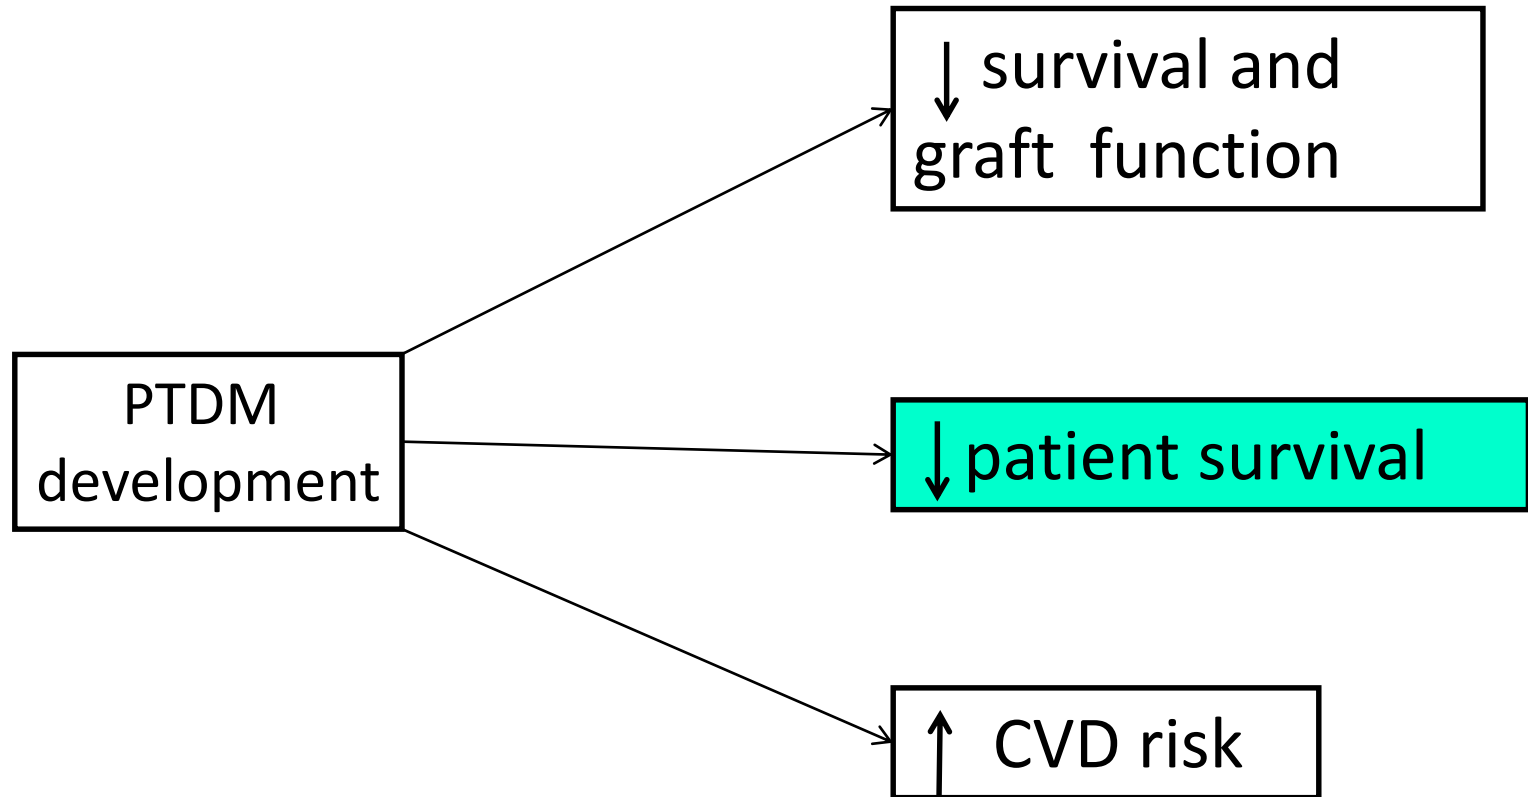 ↓ survival and
graft function
PTDM
development
↓ patient survival
↑ CVD risk